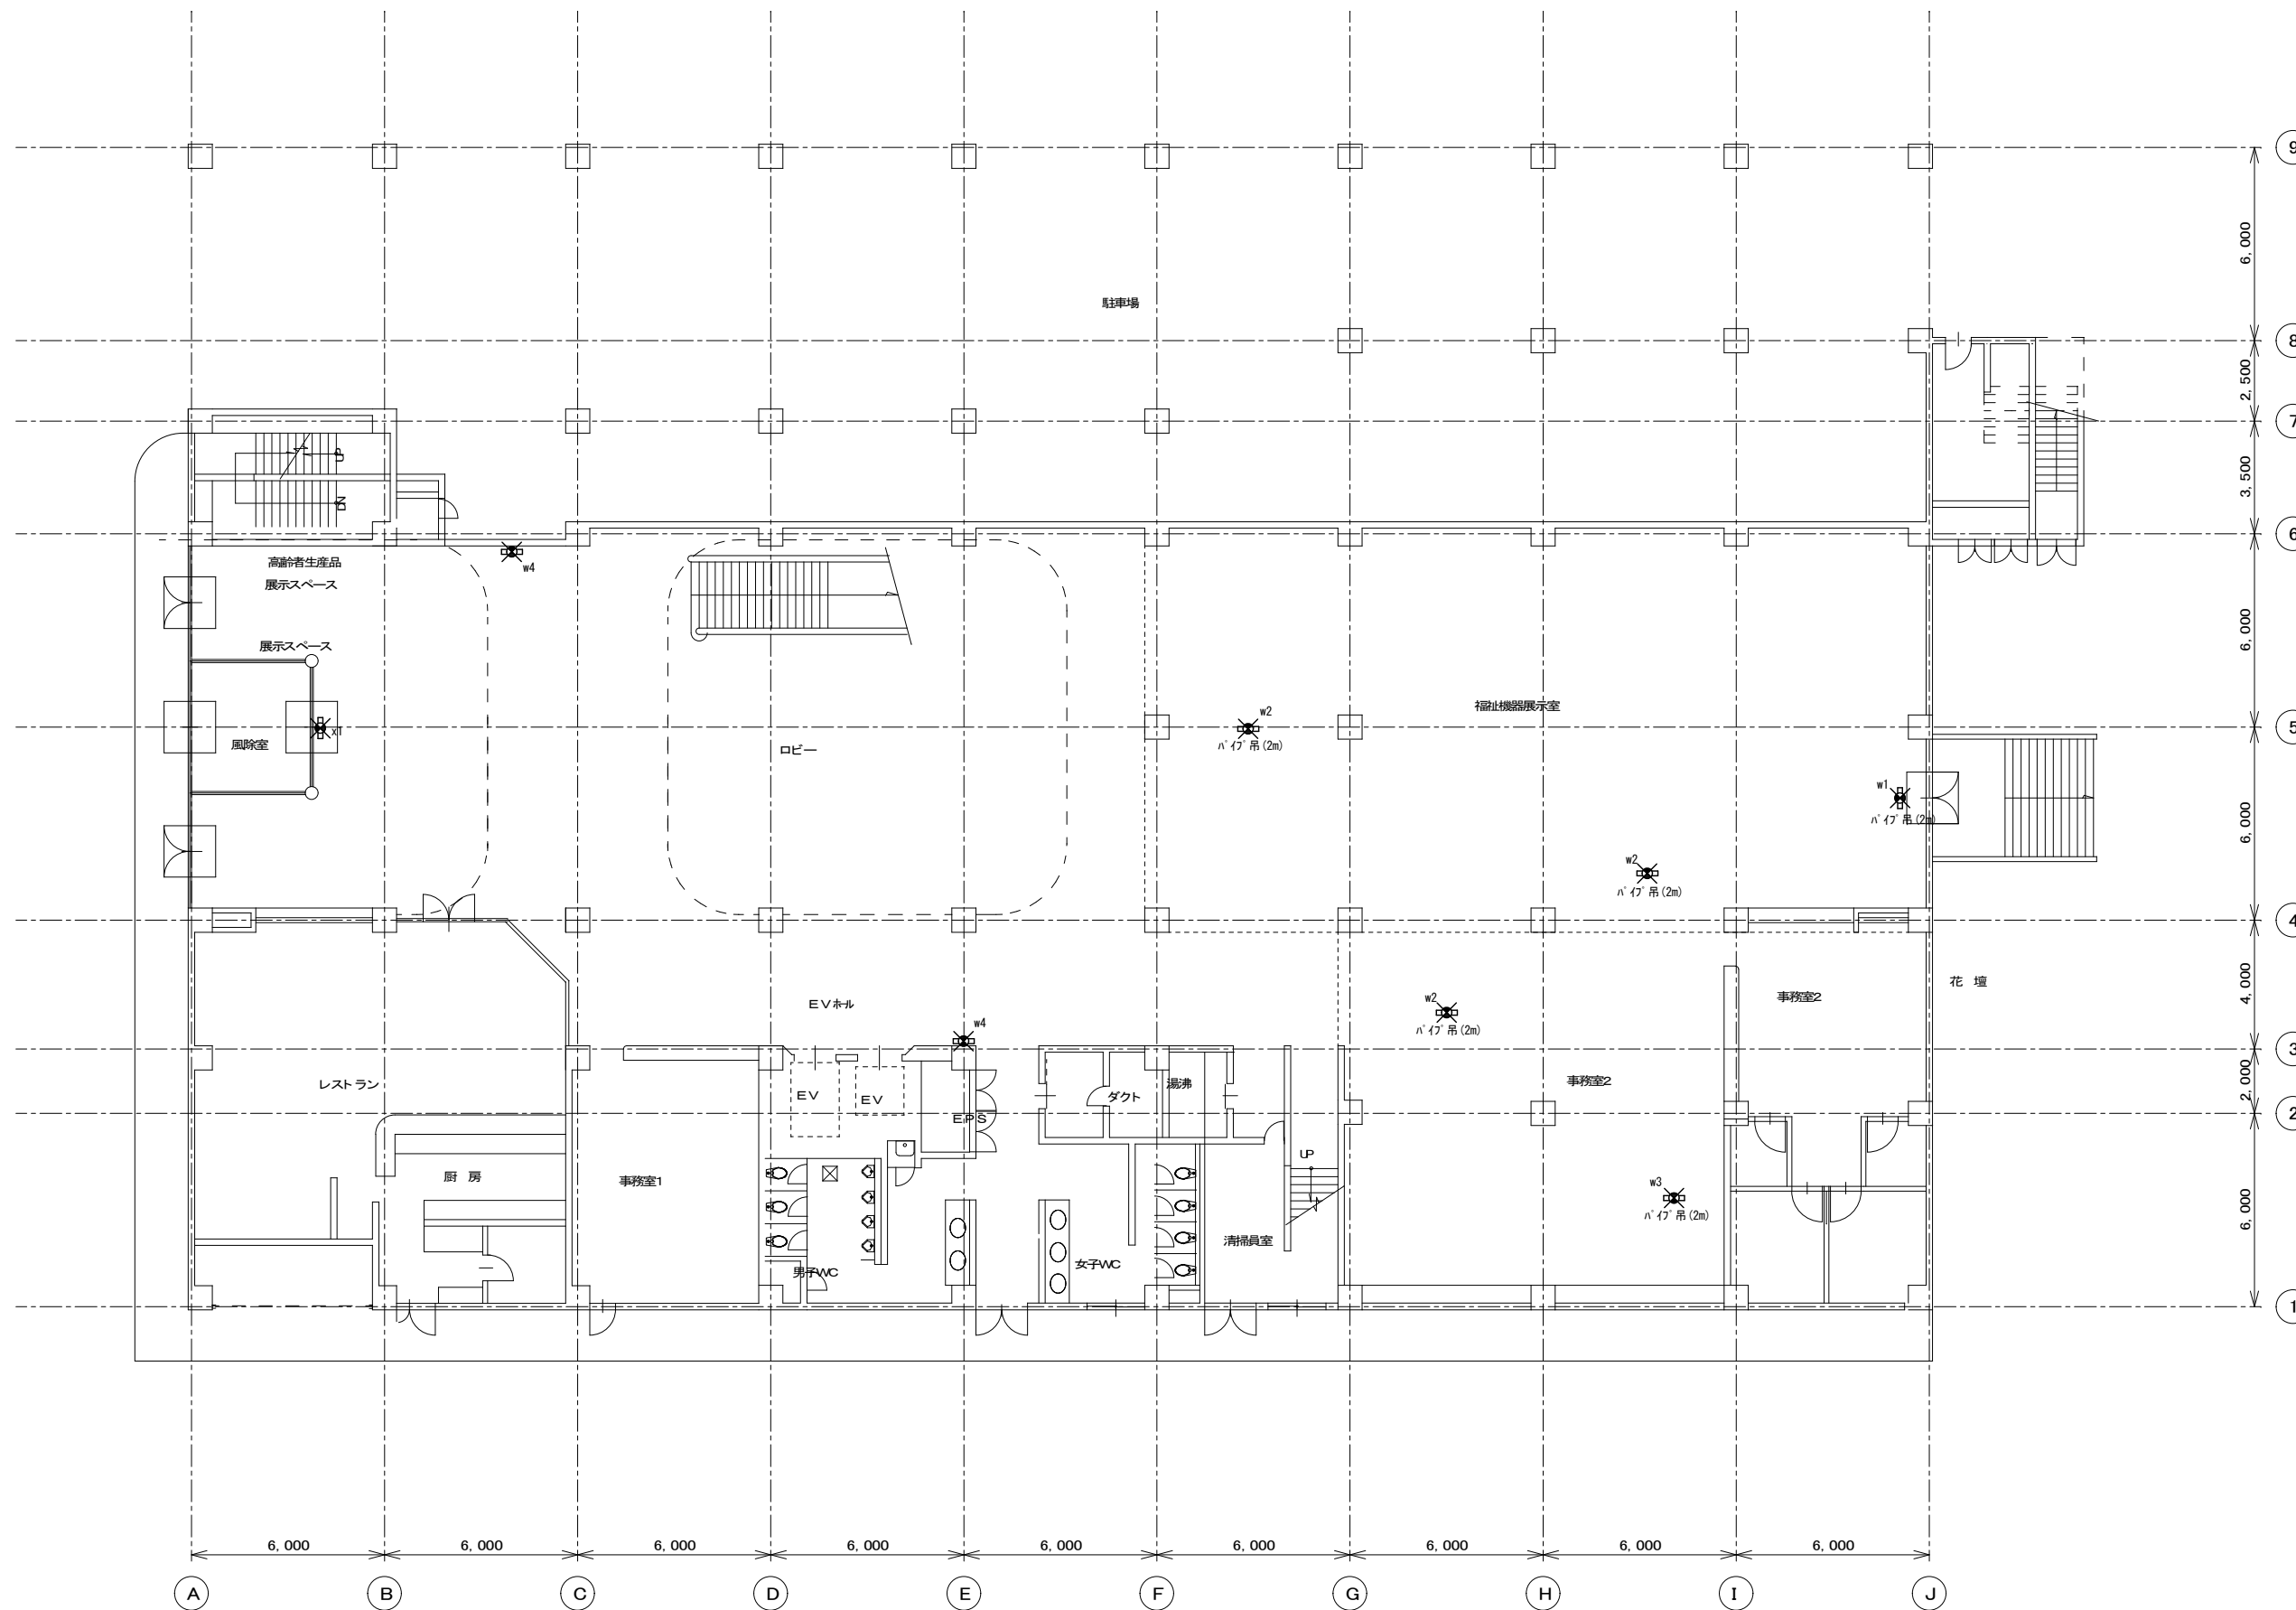 9
6,000
駐車場
8
2,500
7
UP
3,500
DN
6
高齢者生産品
w4
展示スペース
6,000
展示スペース
福祉機器展示室
w2
5
x1
風除室
ロビー
パイプ吊(2m)
w1
パイプ吊(2m)
6,000
w2
パイプ吊(2m)
4
花 壇
4,000
事務室2
EVホール
w2
w4
パイプ吊(2m)
3
レストラン
湯沸
事務室2
EV
EV
ダクト
2,000
EPS
2
UP
厨 房
事務室1
w3
パイプ吊(2m)
6,000
清掃員室
男子WC
女子WC
1
6,000
6,000
6,000
6,000
6,000
6,000
6,000
6,000
6,000
A
B
C
D
E
F
G
H
I
J